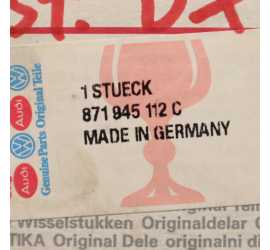 1 STUECK
871 945 112 C
MADE IN GERMANY
Audi
Audi
Genuine Parts Original Teile
Wisselstukken Originaldelar
TIKA Original Dele originalni d